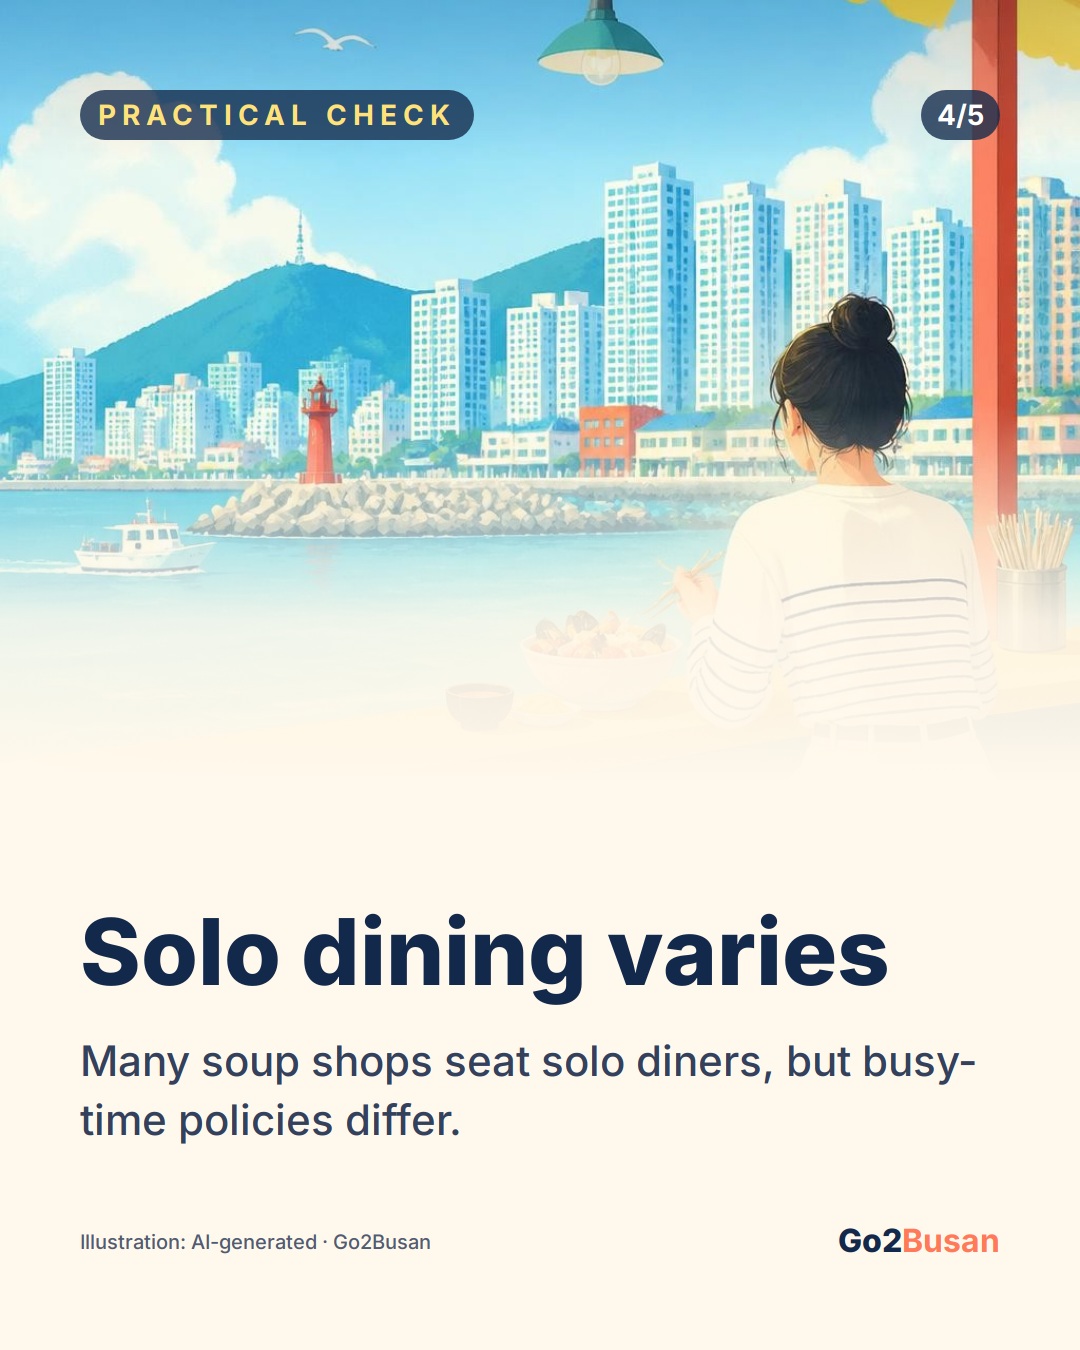 PRACTICAL CHECK
4/5
Solo dining varies
Many soup shops seat solo diners, but busy-
time policies differ.
Illustration: AI-generated · Go2Busan
Go2Busan